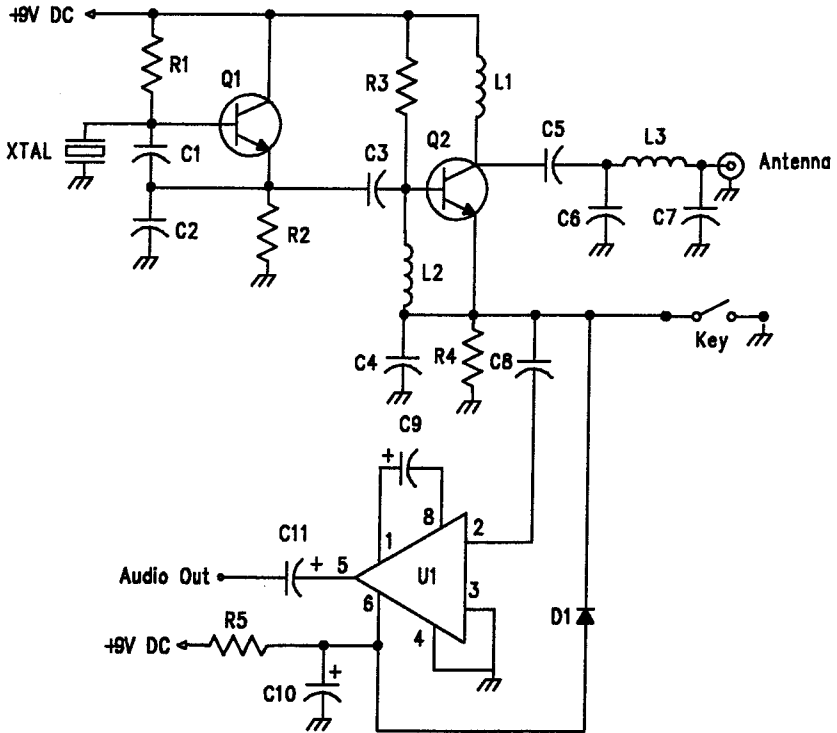 +9V DC
R1
Q1
R3
L1
XTAL
C1
C3
Q2
C5
L3
Antenna
C2
R2
C6
C7
L2
C4
R4
C8
Key
C9
+
8
1
2
C11
+
5
U1
Audio Out
6
3
4
D1
R5
+9V DC
+
C10